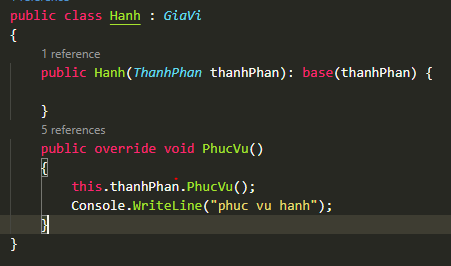 public class Hanh : GiaVi
{
1 reference
public Hanh(ThanhPhan thanhPhan): base(thanhPhan) {
}
5 references
public override void PhucVu()
{
this.thanhPhan.PhucVu();
Console.WriteLine("phuc vu hanh");
}
}